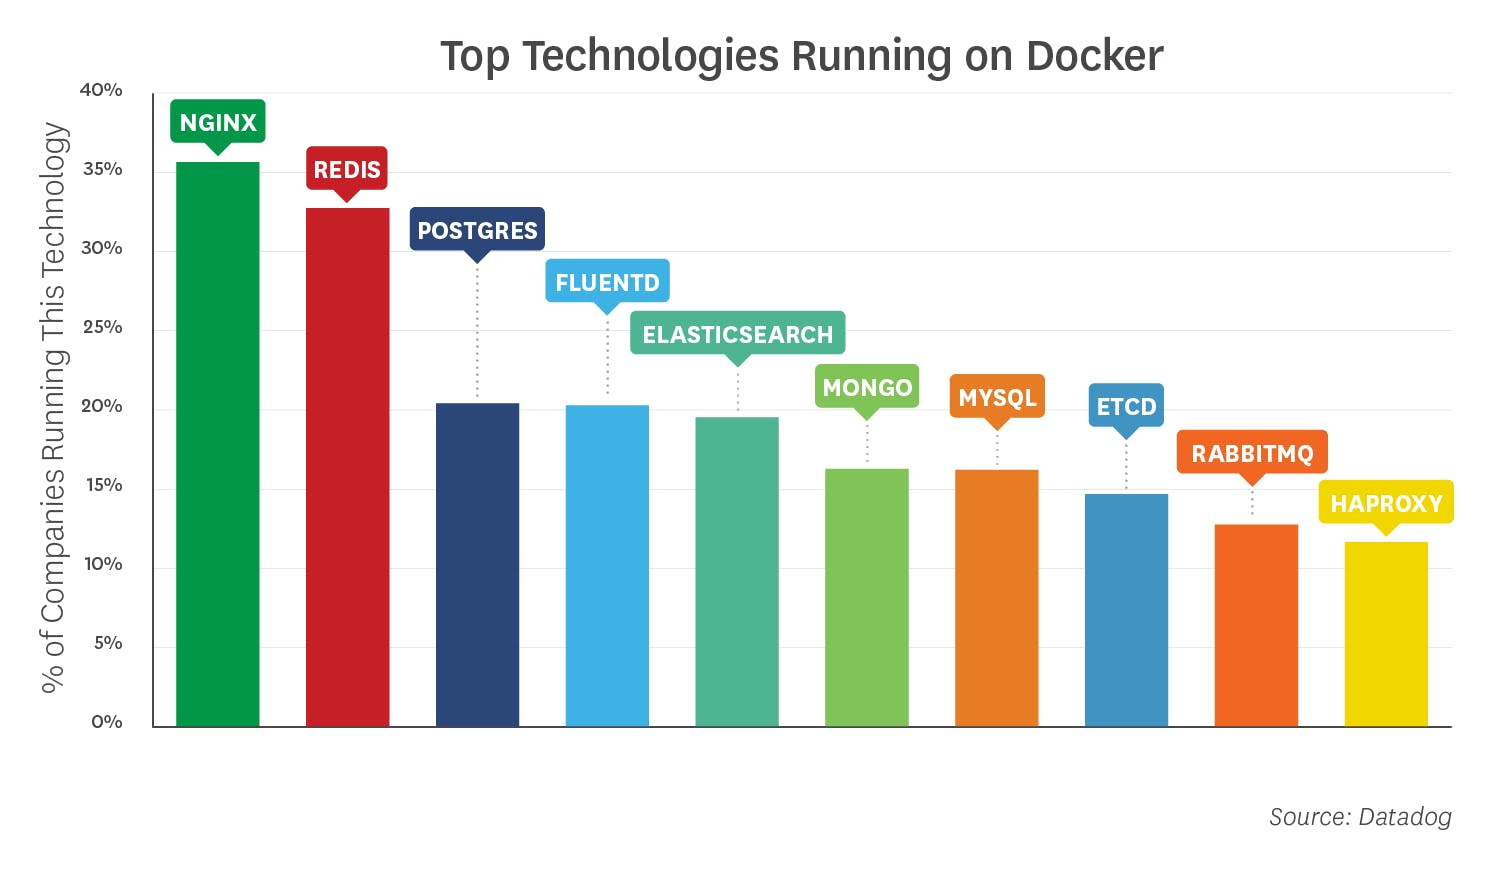 Top Technologies Running on Docker
% of Companies Running This Technology
40%
35%
30%
25%
20%
15%
10%
5%
0%
NGINX
REDIS
POSTGRES
FLUENTD
ELASTICSEARCH
MONGO
MYSQL
ETCD
RABBITMQ
HAPROXY
Source: Datadog